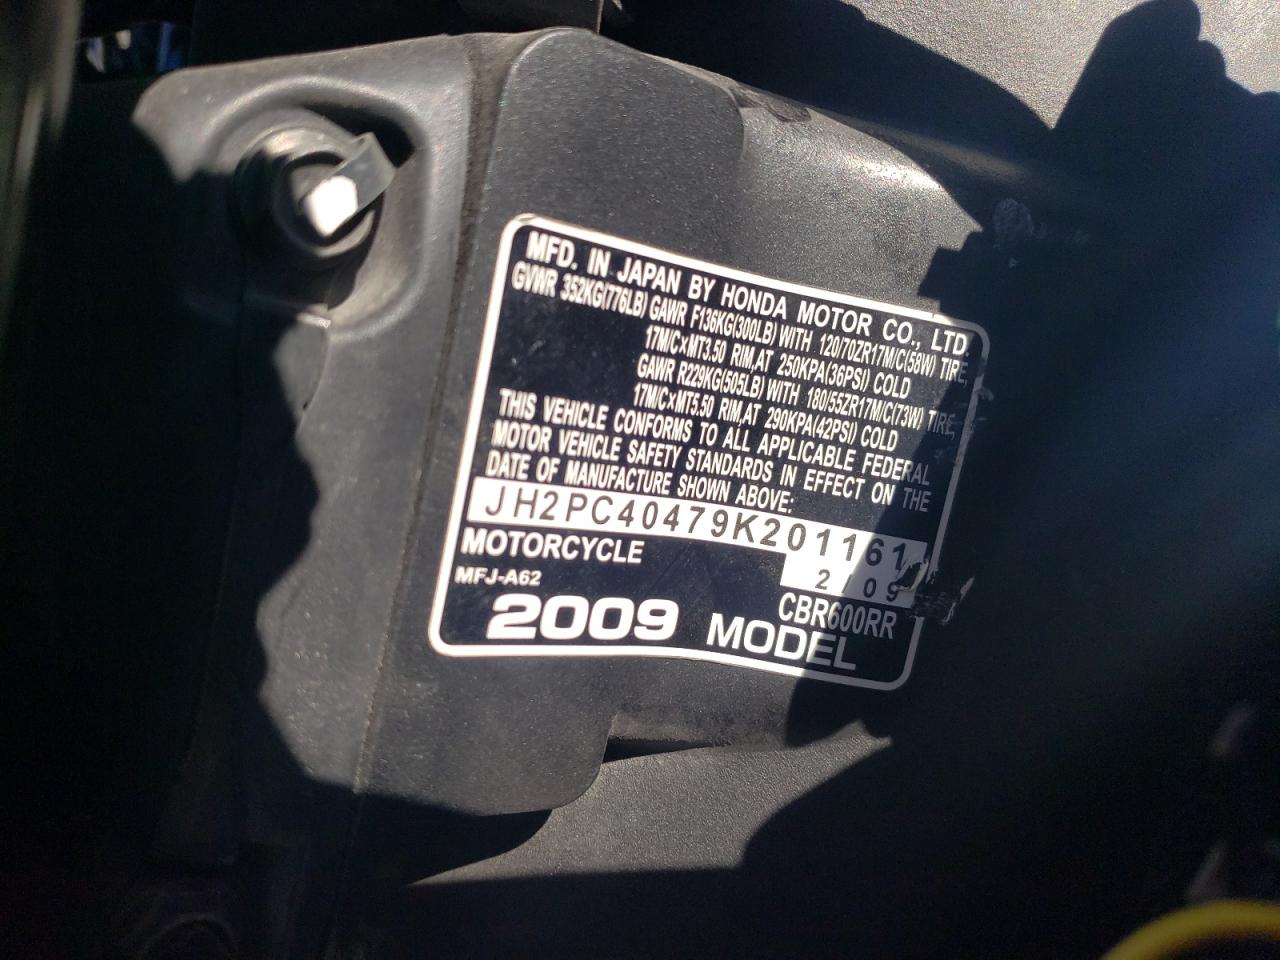 MFD. IN JAPAN BY HONDA MOTOR CO., LTD.
GVWR 352KG(776LB) GAWR F136KG(300LB) WITH 120/70ZR17M/C(58W) TIRE,
17M/C×MT3.50 RIM,AT 250KPA(36PSI) COLD
GAWR R229KG(505LB) WITH 180/55ZR17M/C(73W) TIRE,
17M/C×MT5.50 RIM,AT 290KPA(42PSI) COLD
THIS VEHICLE CONFORMS TO ALL APPLICABLE FEDERAL
MOTOR VEHICLE SAFETY STANDARDS IN EFFECT ON THE
DATE OF MANUFACTURE SHOWN ABOVE:
JH2PC40479K201161
MOTORCYCLE 2/09
MFJ-A62 CBR600RR
2009 MODEL